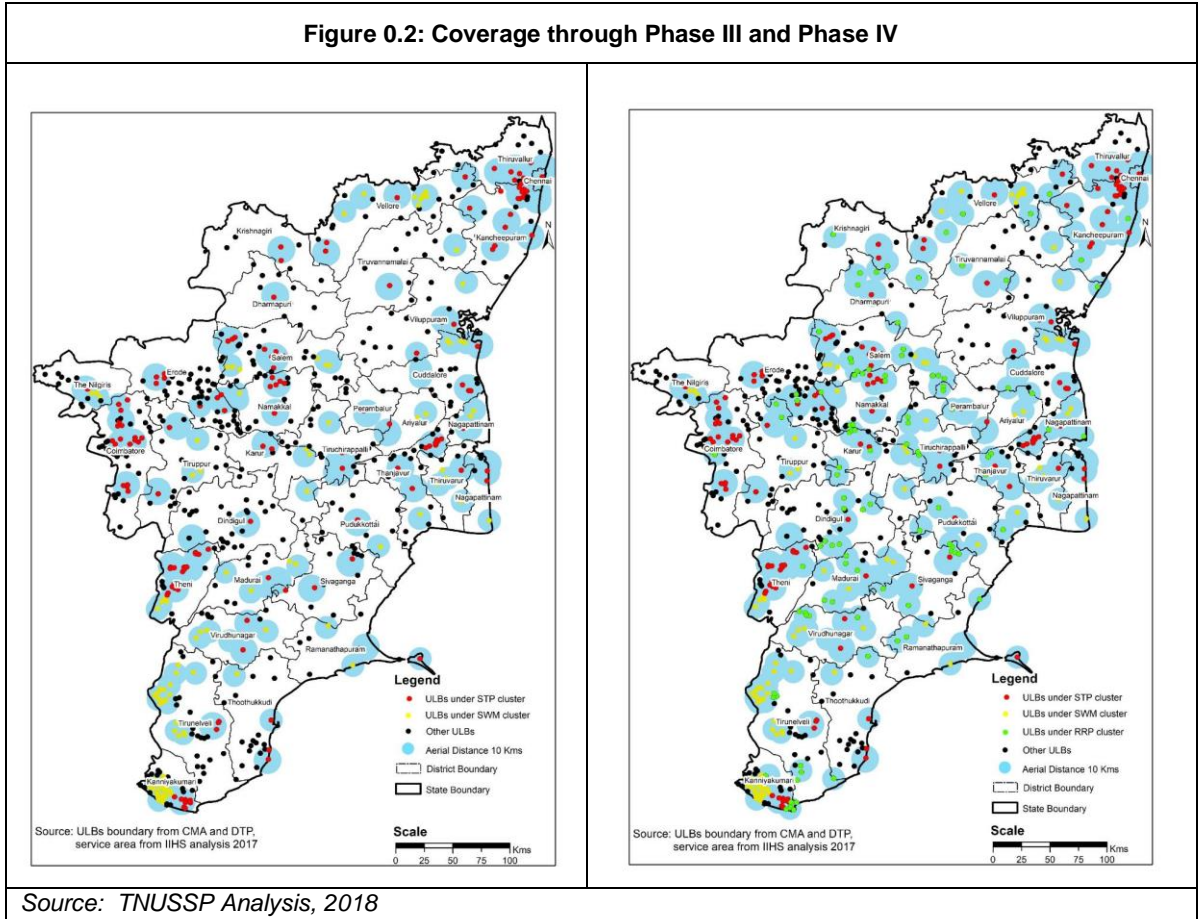 Figure 0.2: Coverage through Phase III and Phase IV
Thiruvallur
Chennai
Vellore
Kancheepuram
N
Krishnagiri
Tiruvannamalai
Dharmapuri
Viluppuram
Salem
Erode
The Nilgiris
Cuddalore
Namakkal
Perambalur
Ariyalur
Nagapattinam
Coimbatore
Karur
Tiruchirappalli
Tiruppur
Thanjavur
Thiruvarur
Nagapattinam
Dindigul
Pudukkottai
Theni
Madurai
Sivaganga
Virudhunagar
Ramanathapuram
Thoothukkudi
Tirunelveli
Kanniyakumari
Legend
ULBs under STP cluster
ULBs under SWM cluster
Other ULBs
Aerial Distance 10 Kms
District Boundary
State Boundary
Source: ULBs boundary from CMA and DTP,
service area from IIHS analysis 2017
Scale
Kms
0 25 50 75 100
Thiruvallur
Chennai
Vellore
Kancheepuram
N
Krishnagiri
Tiruvannamalai
Dharmapuri
Viluppuram
Salem
Erode
The Nilgiris
Cuddalore
Namakkal
Perambalur
Ariyalur
Nagapattinam
Coimbatore
Karur
Tiruchirappalli
Tiruppur
Thanjavur
Thiruvarur
Nagapattinam
Dindigul
Pudukkottai
Theni
Madurai
Sivaganga
Virudhunagar
Ramanathapuram
Thoothukkudi
Tirunelveli
Kanniyakumari
Legend
ULBs under STP cluster
ULBs under SWM cluster
ULBs under RRP cluster
Other ULBs
Aerial Distance 10 Kms
District Boundary
State Boundary
Source: ULBs boundary from CMA and DTP,
service area from IIHS analysis 2017
Scale
Kms
0 25 50 75 100
Source: TNUSSP Analysis, 2018